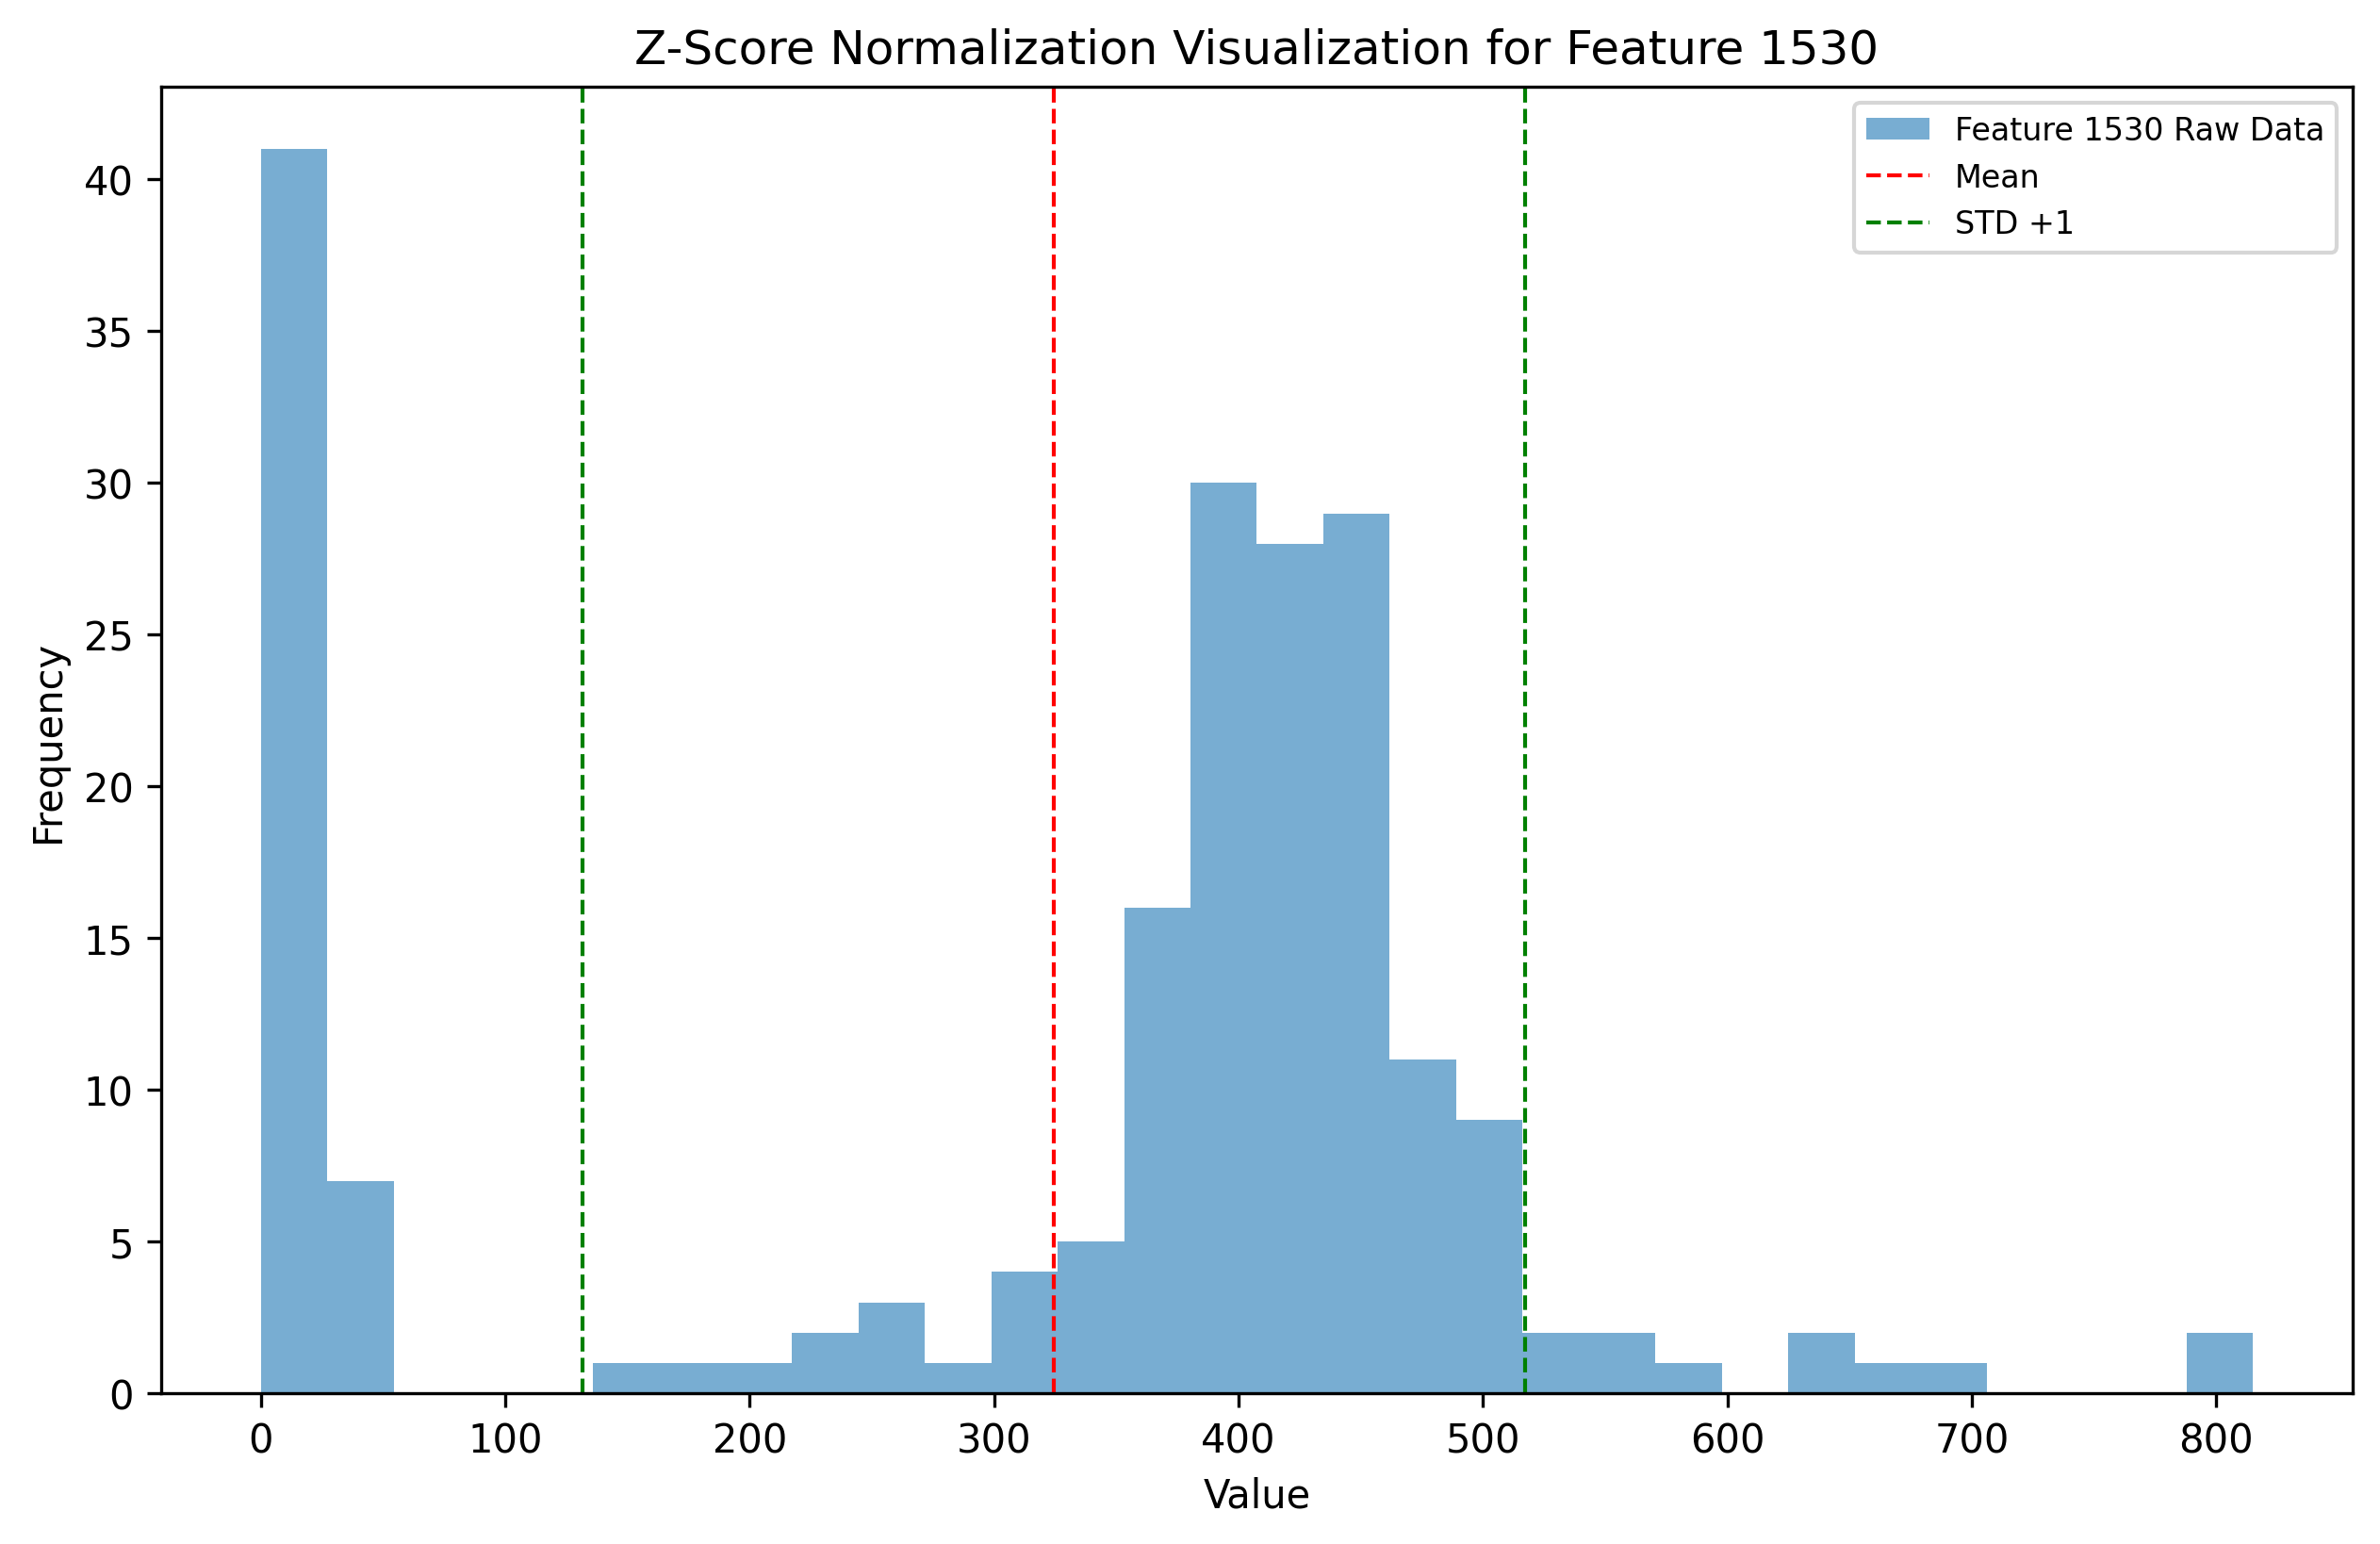 Z-Score Normalization Visualization for Feature 1530
Feature 1530 Raw Data
Mean
STD +1
40
35
30
25
20
15
10
5
0
Frequency
0 100 200 300 400 500 600 700 800
Value